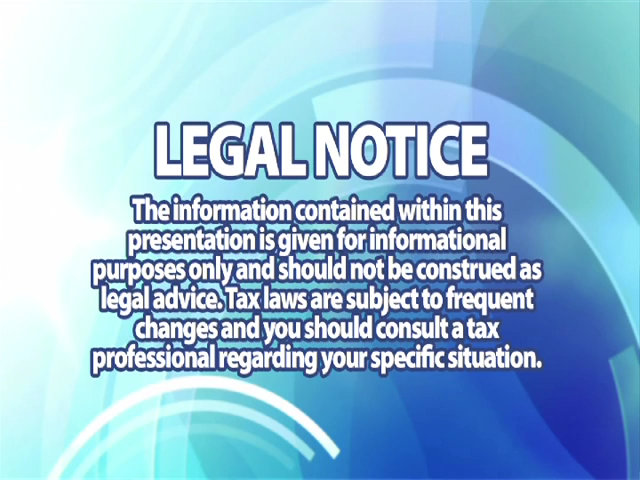 LEGAL NOTICE
The information contained within this
presentation is given for informational
purposes only and should not be construed as
legal advice. Tax laws are subject to frequent
changes and you should consult a tax
professional regarding your specific situation.